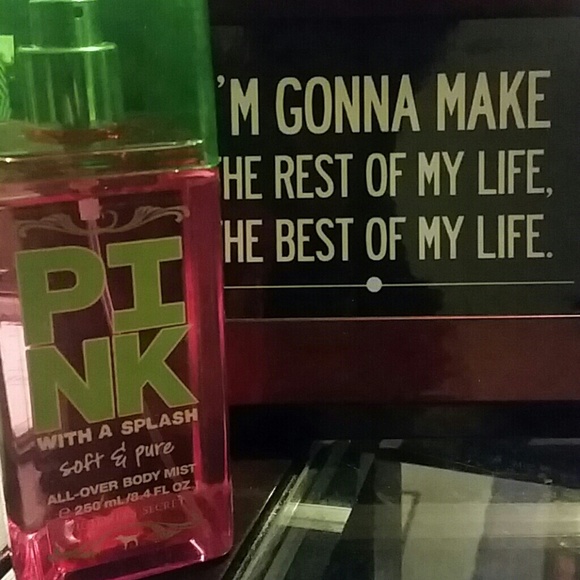 PI
NK
WITH A SPLASH
soft & pure
ALL-OVER BODY MIST
℮ 250 mL/8.4 FL OZ
SECRET
'M GONNA MAKE
HE REST OF MY LIFE,
HE BEST OF MY LIFE.